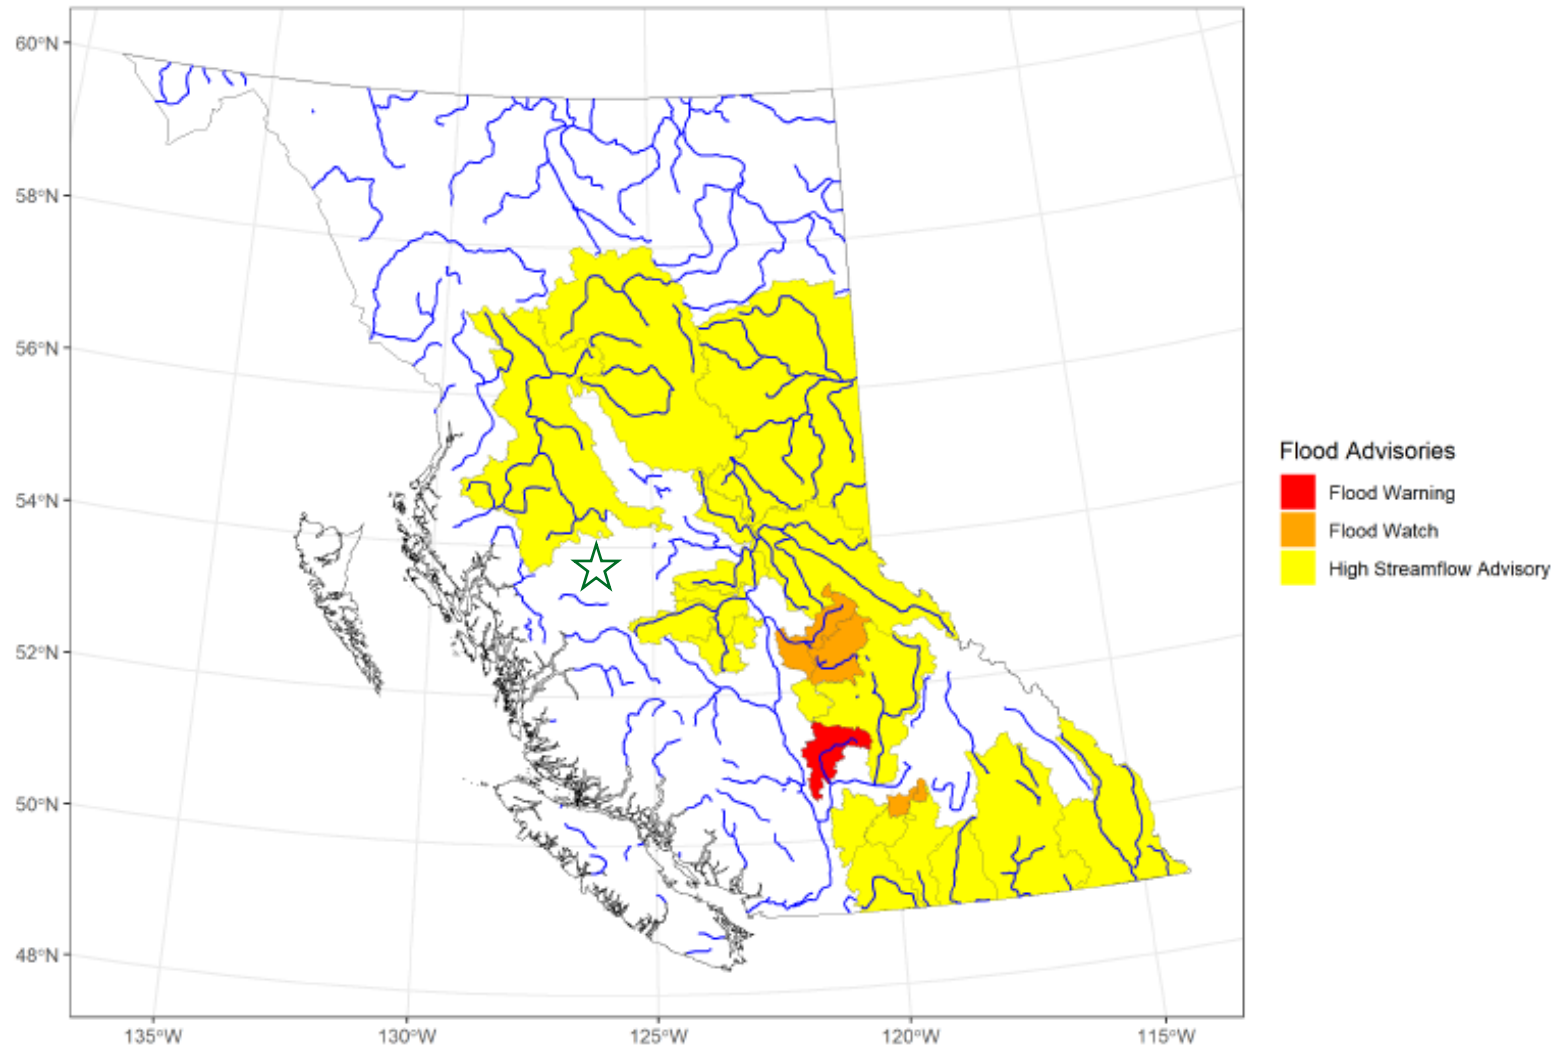 60°N
58°N
56°N
54°N
52°N
50°N
48°N
135°W
130°W
125°W
120°W
115°W
Flood Advisories
Flood Warning
Flood Watch
High Streamflow Advisory